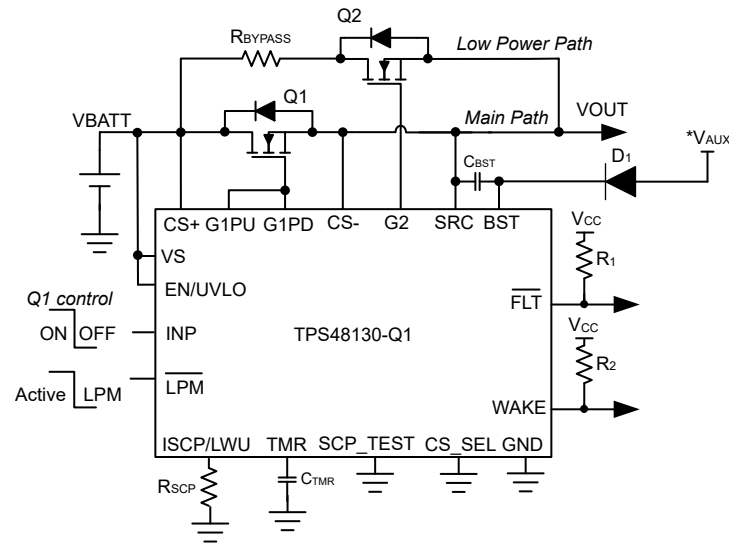 Q2
RBYPASS
Low Power Path
Q1
VBATT
Main Path
VOUT
*VAUX
CBST
D1
CS+
G1PU
G1PD
CS-
G2
SRC
BST
VS
EN/UVLO
VCC
R1
FLT
Q1 control
ON OFF
INP
TPS48130-Q1
VCC
R2
Active LPM
LPM
WAKE
ISCP/LWU
TMR
SCP_TEST
CS_SEL
GND
RSCP
CTMR